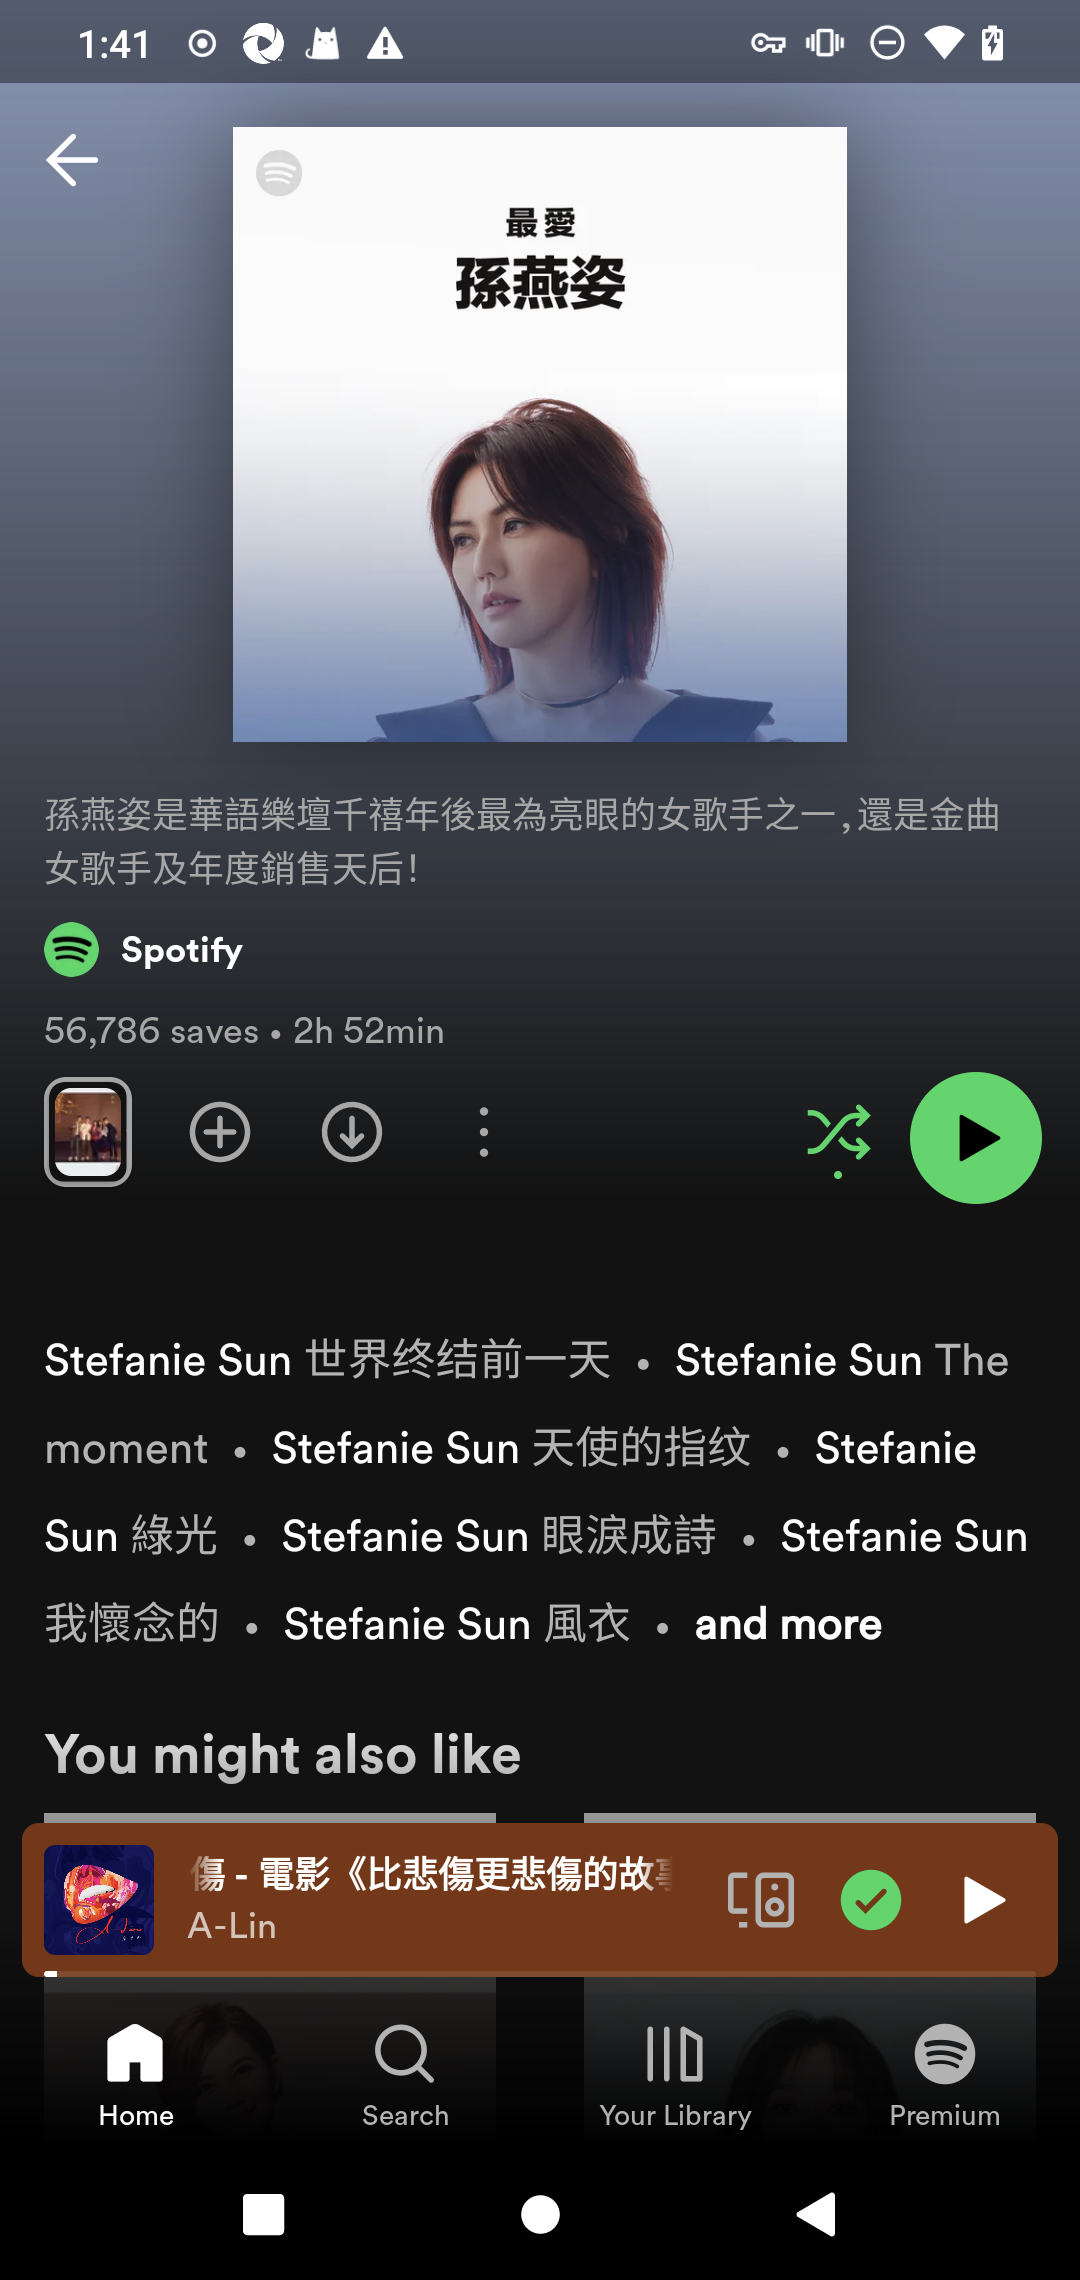 1:41
最愛
孫燕姿
孫燕姿是華語樂壇千禧年後最為亮眼的女歌手之一,還是金曲
女歌手及年度銷售天后!
Spotify
56,786 saves • 2h 52min
Stefanie Sun 世界终结前一天 • Stefanie Sun The
moment • Stefanie Sun 天使的指纹 • Stefanie
Sun 綠光 • Stefanie Sun 眼淚成詩 • Stefanie Sun
我懷念的 • Stefanie Sun 風衣 • and more
You might also like
傷 - 電影《比悲傷更悲傷的故事
A-Lin
Home
Search
Your Library
Premium